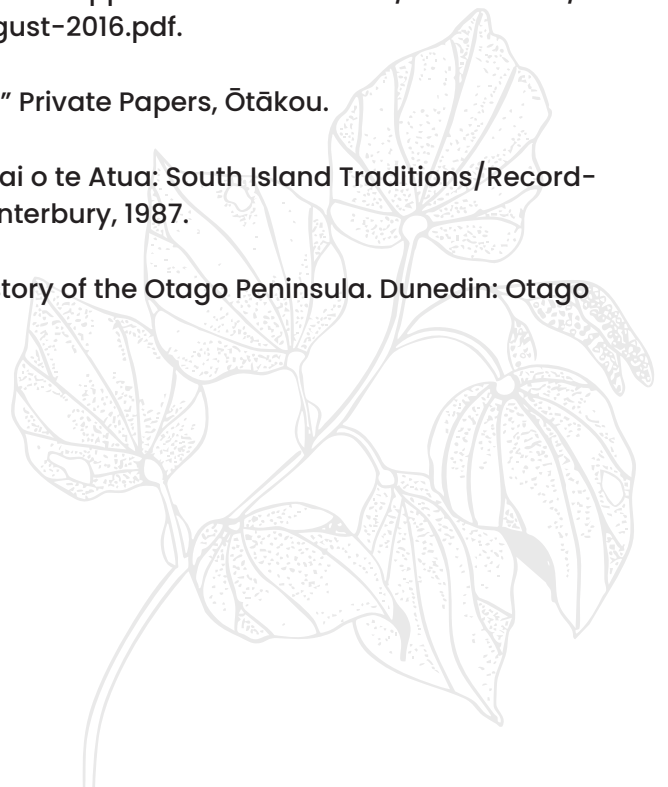 gust-2016.pdf.
” Private Papers, Ōtākou.
ai o te Atua: South Island Traditions/Record-
nterbury, 1987.
tory of the Otago Peninsula. Dunedin: Otago